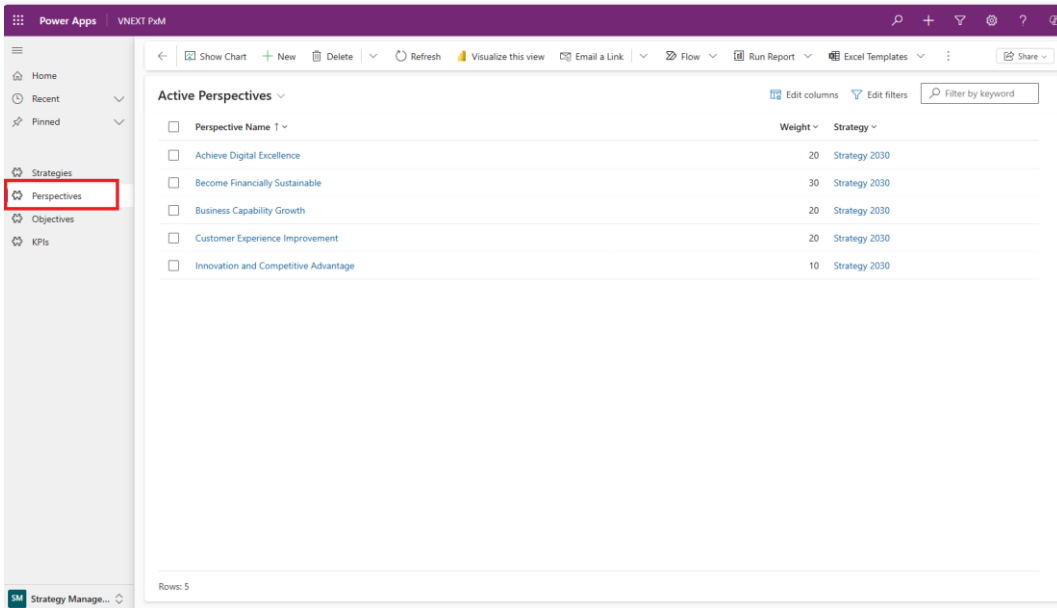 Power Apps VNEXT PxM
Show Chart New Delete Refresh Visualize this view Email a Link Flow Run Report Excel Templates Share
Home
Recent
Pinned
Strategies
Perspectives
Objectives
KPIs
Active Perspectives Edit columns Edit filters Filter by keyword
Perspective Name ↑ Weight Strategy
Achieve Digital Excellence 20 Strategy 2030
Become Financially Sustainable 30 Strategy 2030
Business Capability Growth 20 Strategy 2030
Customer Experience Improvement 20 Strategy 2030
Innovation and Competitive Advantage 10 Strategy 2030
Rows: 5
SM Strategy Manage...